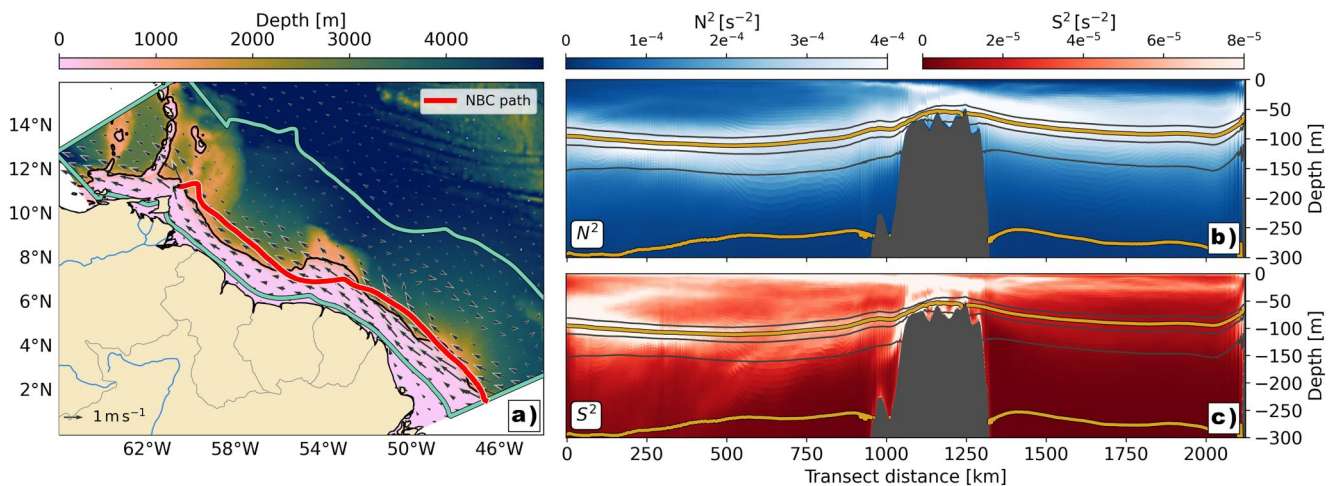 Depth [m]
0 1000 2000 3000 4000
NBC path
14°N
12°N
10°N
8°N
6°N
4°N
2°N
1 m s⁻¹
a)
62°W 58°W 54°W 50°W 46°W
N² [s⁻²]
0 1e-4 2e-4 3e-4 4e-4
S² [s⁻²]
0 2e-5 4e-5 6e-5 8e-5
0
−50
−100
−150
−200
−250
−300
Depth [m]
N²
b)
0
−50
−100
−150
−200
−250
−300
Depth [m]
S²
c)
0 250 500 750 1000 1250 1500 1750 2000
Transect distance [km]